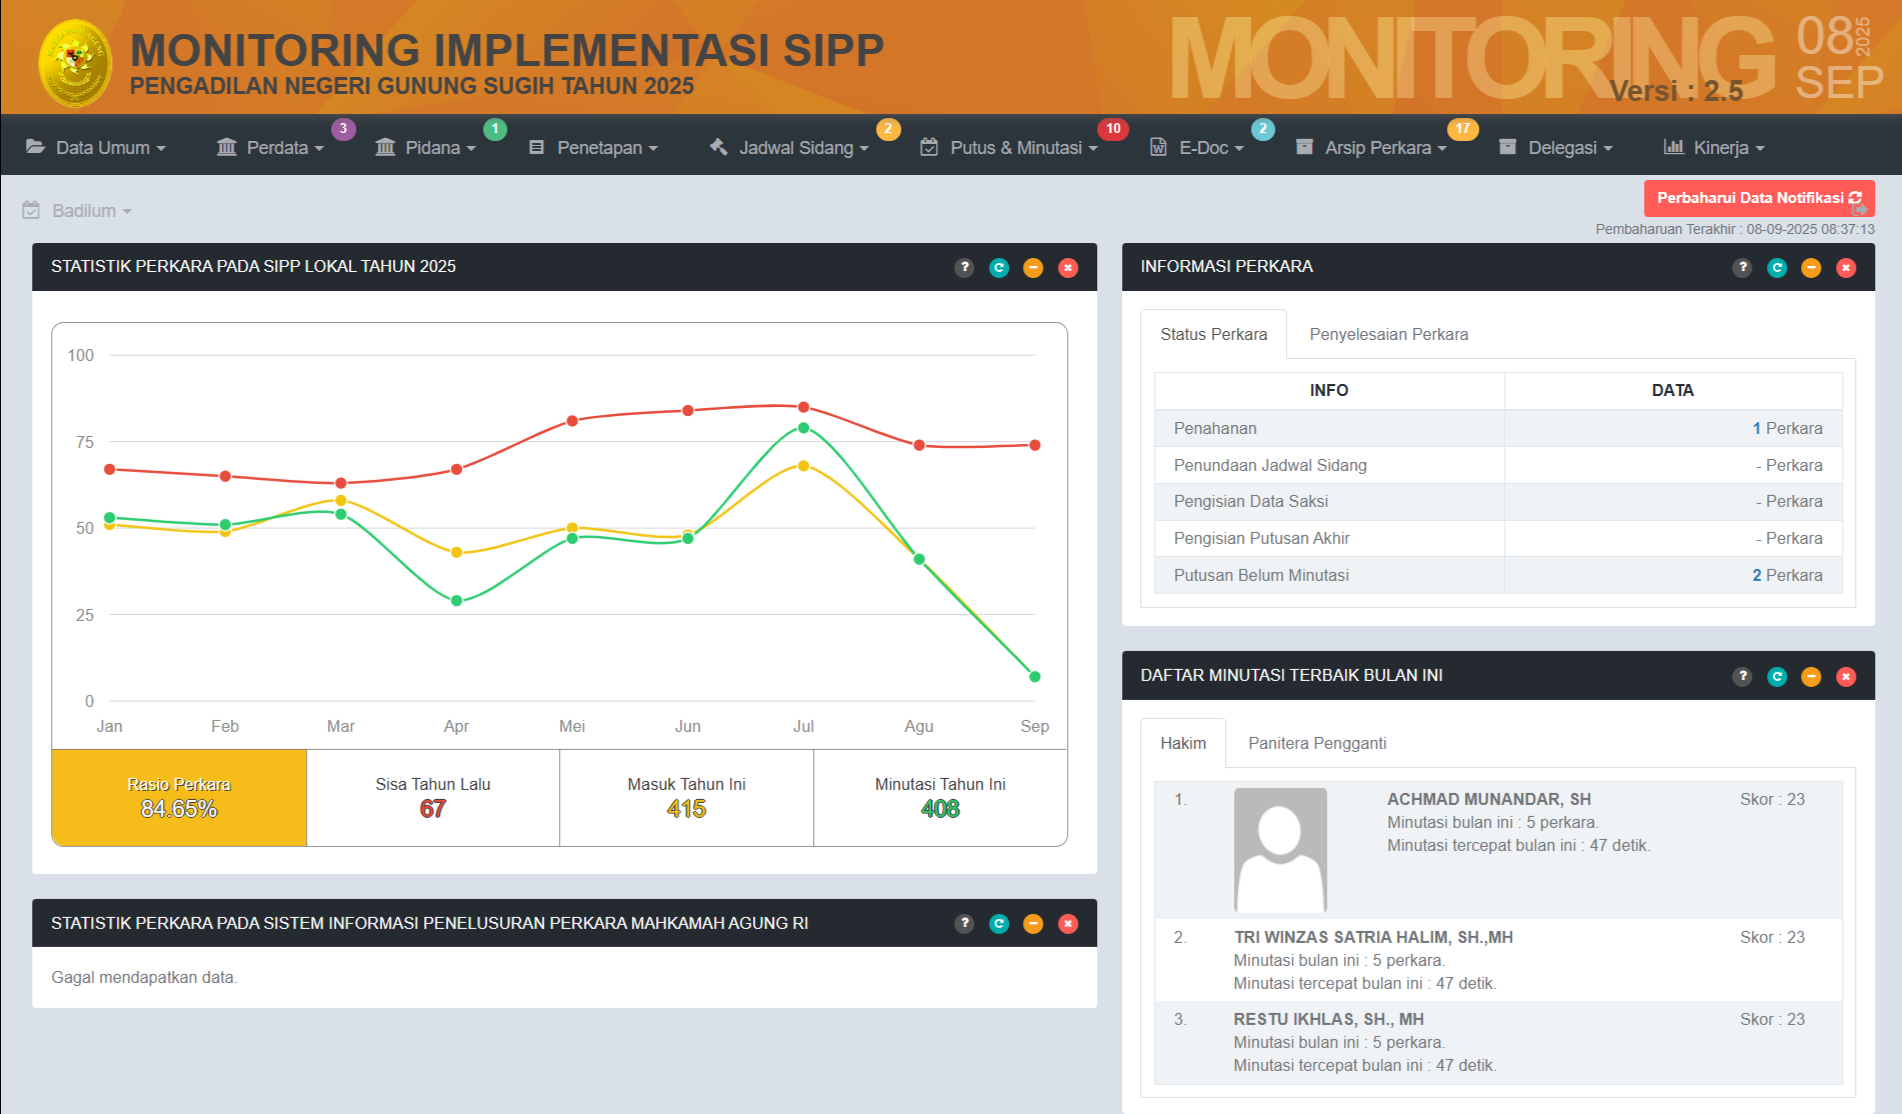 MONITORING IMPLEMENTASI SIPP
PENGADILAN NEGERI GUNUNG SUGIH TAHUN 2025
MONITORING
Versi : 2.5
08 2025
SEP
Data Umum
Perdata 3
Pidana 1
Penetapan
Jadwal Sidang 2
Putus & Minutasi 10
E-Doc 2
Arsip Perkara 17
Delegasi
Kinerja
Badilum
Perbaharui Data Notifikasi
Pembaharuan Terakhir : 08-09-2025 08:37:13
STATISTIK PERKARA PADA SIPP LOKAL TAHUN 2025
100
75
50
25
0
Jan Feb Mar Apr Mei Jun Jul Agu Sep
Rasio Perkara
84.65%
Sisa Tahun Lalu
67
Masuk Tahun Ini
415
Minutasi Tahun Ini
408
STATISTIK PERKARA PADA SISTEM INFORMASI PENELUSURAN PERKARA MAHKAMAH AGUNG RI
Gagal mendapatkan data.
INFORMASI PERKARA
Status Perkara Penyelesaian Perkara
INFO DATA
Penahanan 1 Perkara
Penundaan Jadwal Sidang - Perkara
Pengisian Data Saksi - Perkara
Pengisian Putusan Akhir - Perkara
Putusan Belum Minutasi 2 Perkara
DAFTAR MINUTASI TERBAIK BULAN INI
Hakim Panitera Pengganti
1. ACHMAD MUNANDAR, SH Skor : 23
Minutasi bulan ini : 5 perkara.
Minutasi tercepat bulan ini : 47 detik.
2. TRI WINZAS SATRIA HALIM, SH.,MH Skor : 23
Minutasi bulan ini : 5 perkara.
Minutasi tercepat bulan ini : 47 detik.
3. RESTU IKHLAS, SH., MH Skor : 23
Minutasi bulan ini : 5 perkara.
Minutasi tercepat bulan ini : 47 detik.